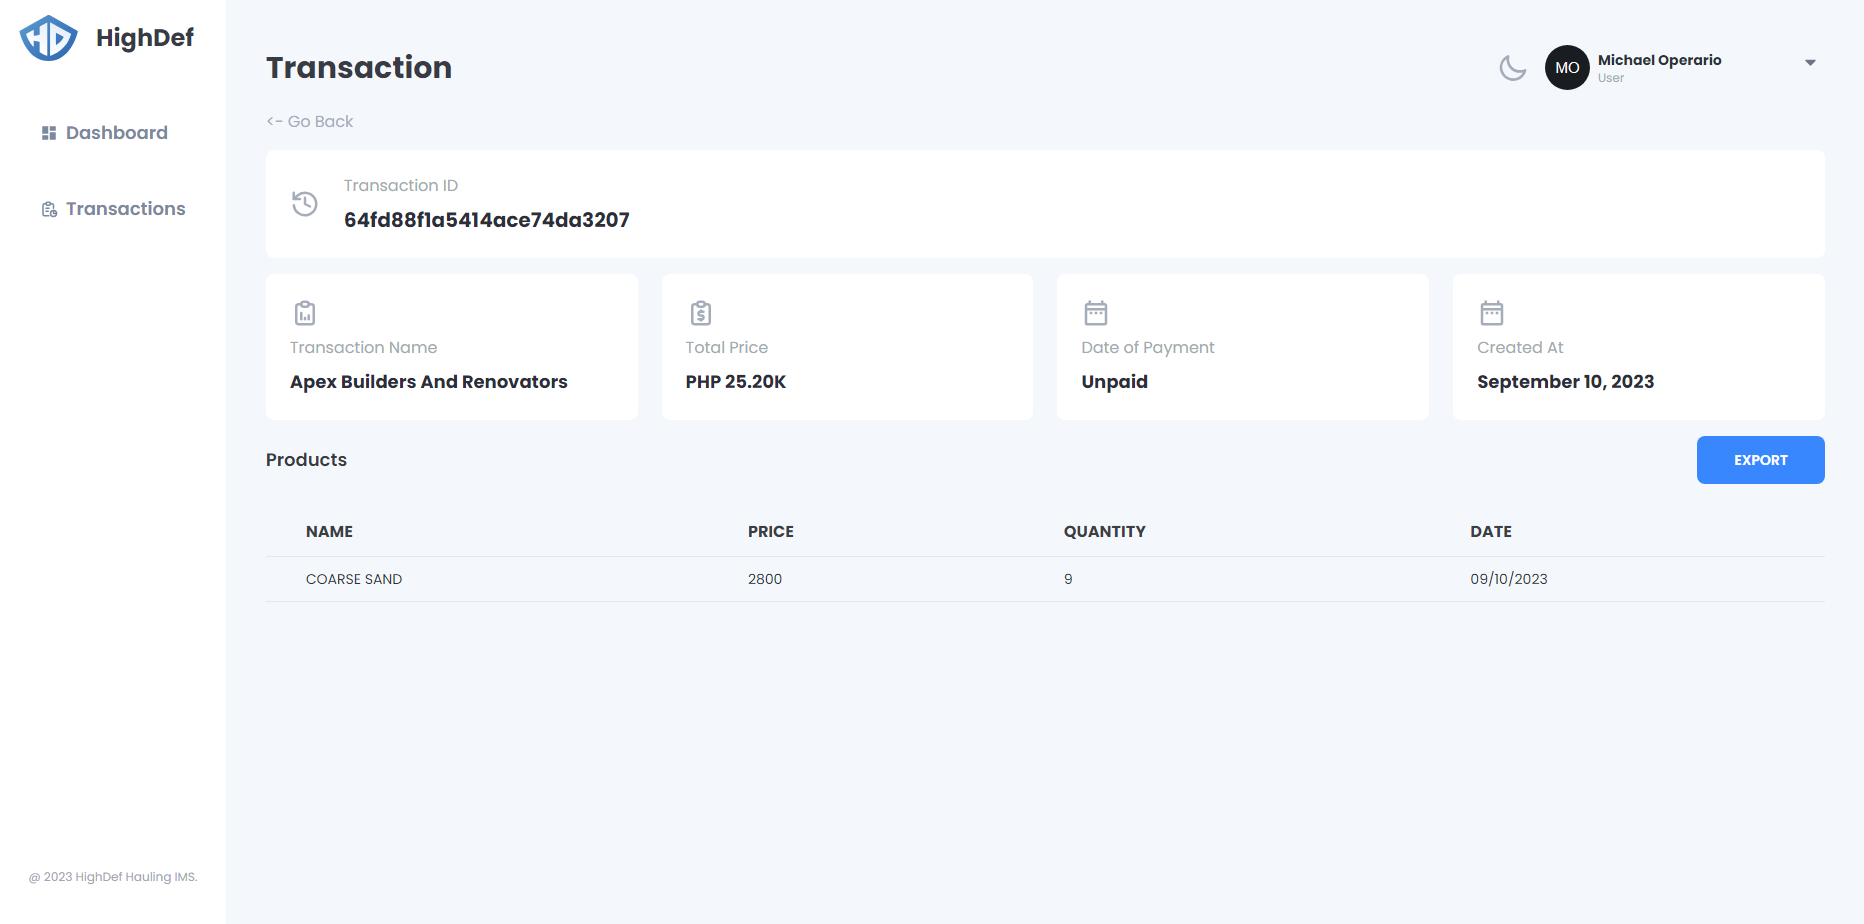 HighDef
Dashboard
Transactions
@ 2023 HighDef Hauling IMS.
Transaction
MO
Michael Operario
User
<- Go Back
Transaction ID
64fd88f1a5414ace74da3207
Transaction Name
Apex Builders And Renovators
Total Price
PHP 25.20K
Date of Payment
Unpaid
Created At
September 10, 2023
Products
EXPORT
NAME PRICE QUANTITY DATE
COARSE SAND 2800 9 09/10/2023